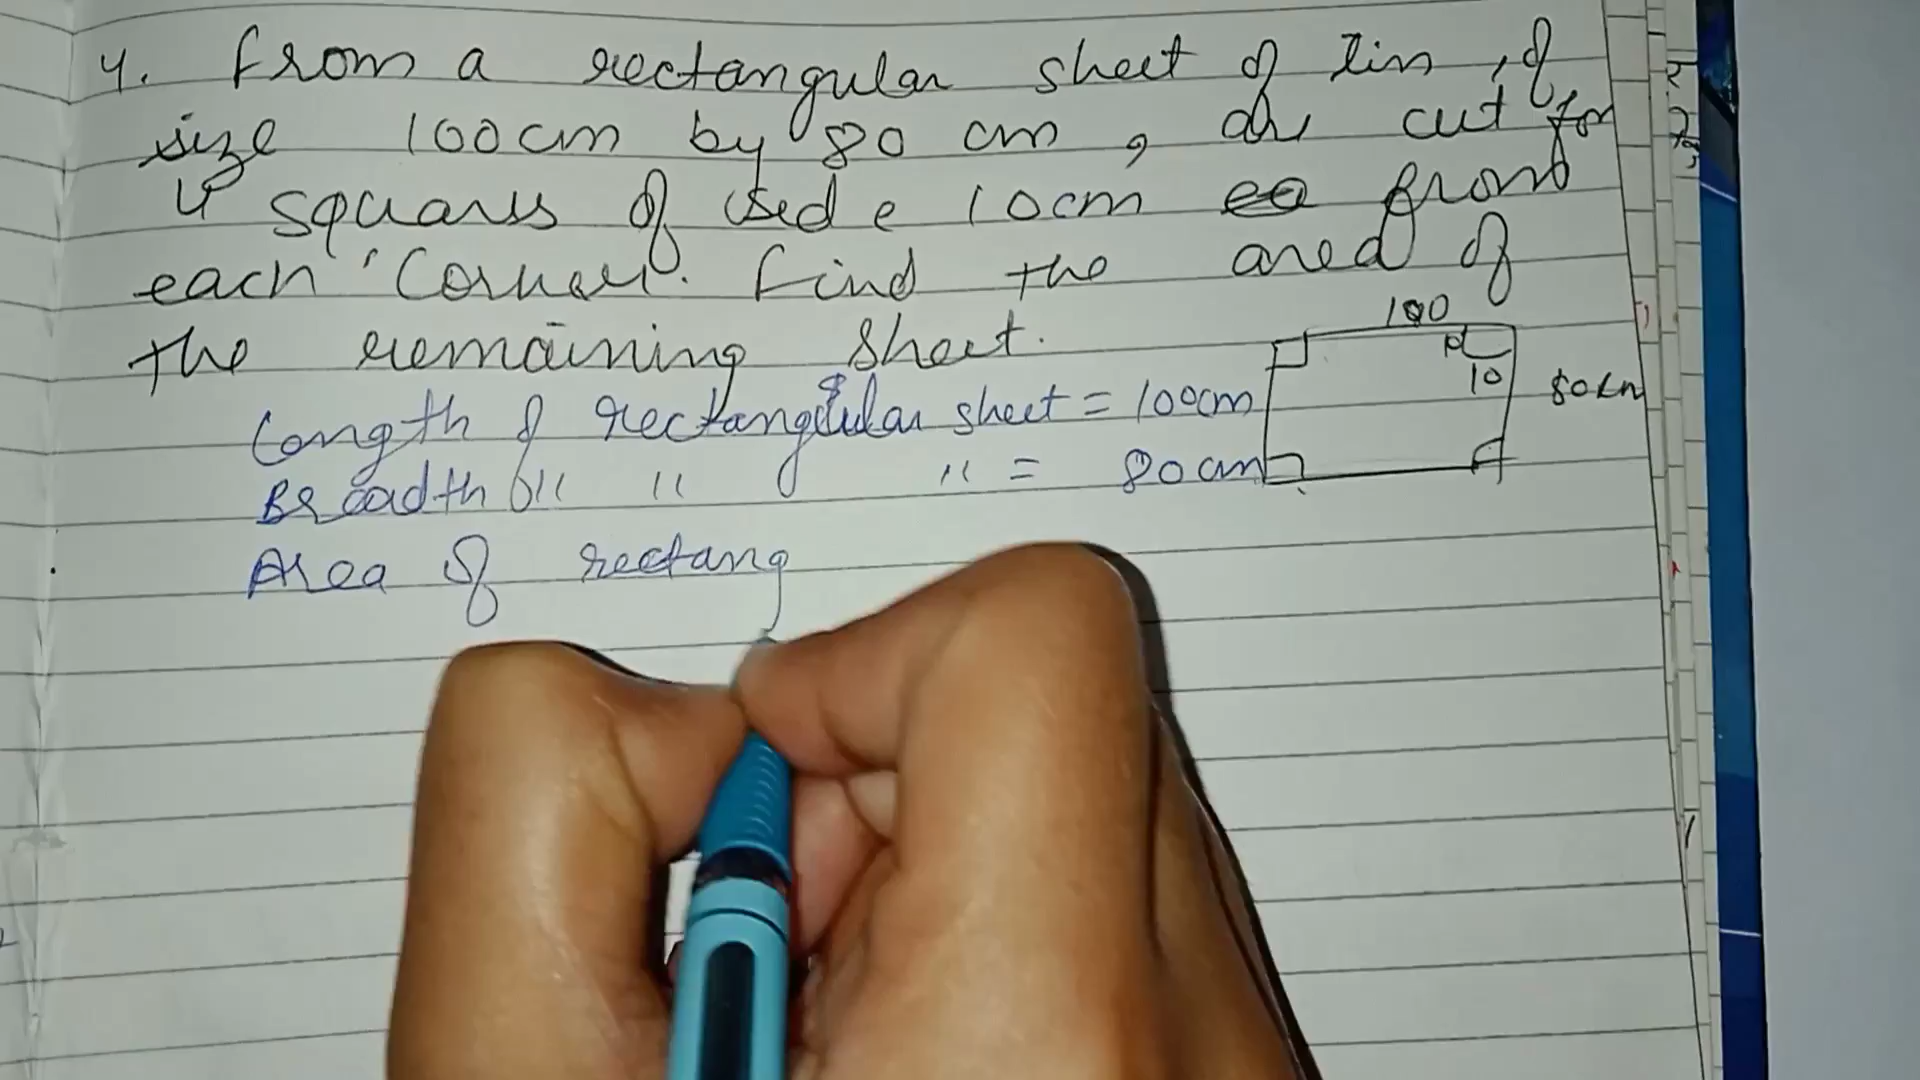 4. From a rectangular sheet of tin, of
size 100cm by 80 cm, are cut for
4 squares of side 10cm from
each corner. Find the area of
the remaining sheet.
100
10
80cm
Length of rectangular sheet = 100cm
Breadth of " " " = 80cm
Area of rectang